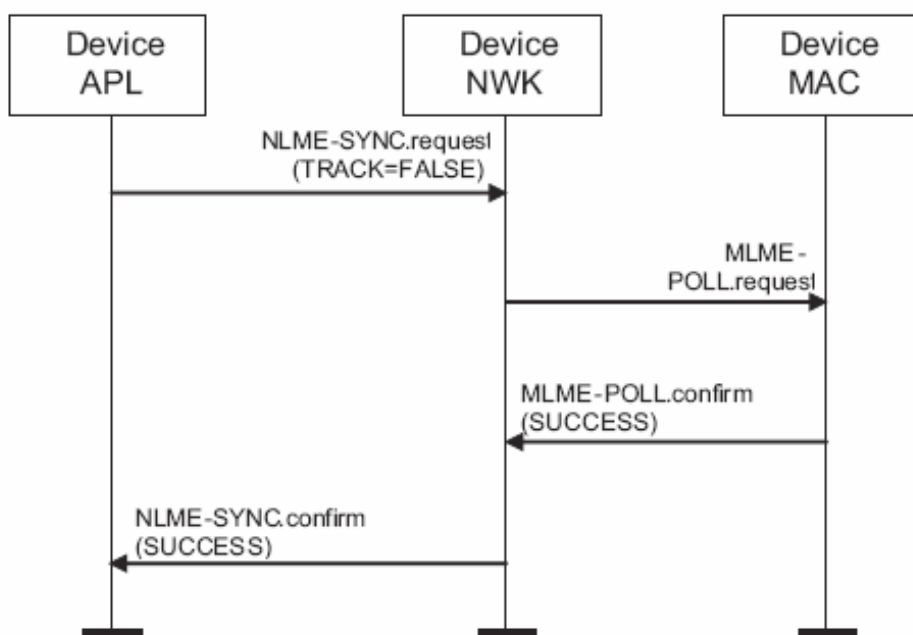 Device
APL
Device
NWK
Device
MAC
NLME-SYNC.request
(TRACK=FALSE)
MLME-
POLL.request
MLME-POLL.confirm
(SUCCESS)
NLME-SYNC.confirm
(SUCCESS)